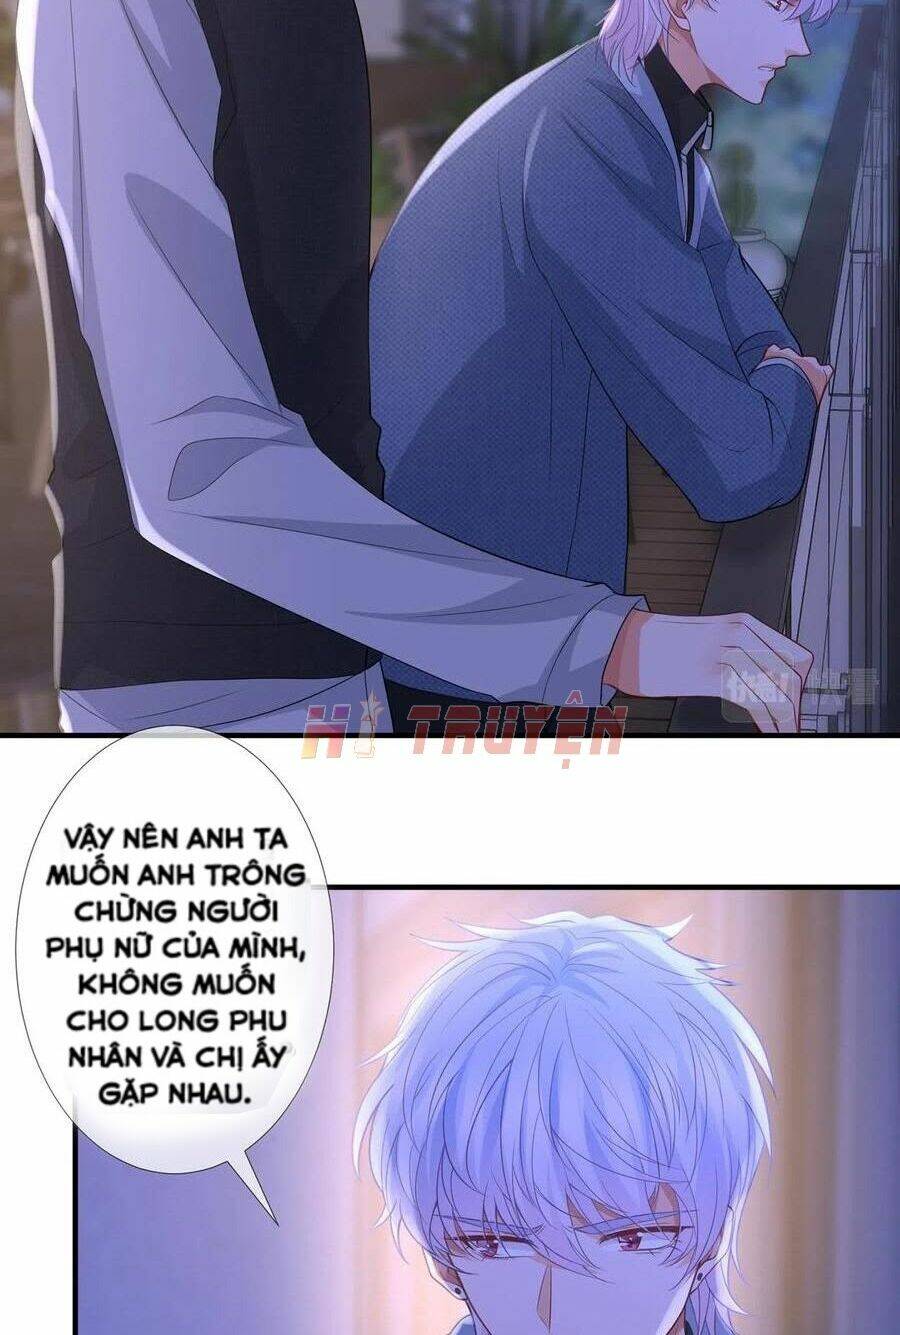 Hi TRUYỆN
VẬY NÊN ANH TA
MUỐN ANH TRÔNG
CHỪNG NGƯỜI
PHỤ NỮ CỦA MÌNH,
KHÔNG MUỐN
CHO LONG PHU
NHÂN VÀ CHỊ ẤY
GẶP NHAU.